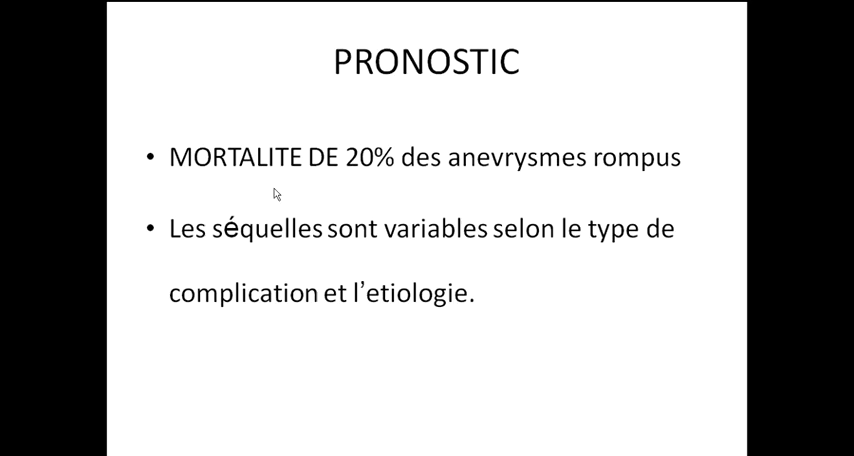 PRONOSTIC
• MORTALITE DE 20% des anevrysmes rompus
• Les séquelles sont variables selon le type de
complication et l’etiologie.